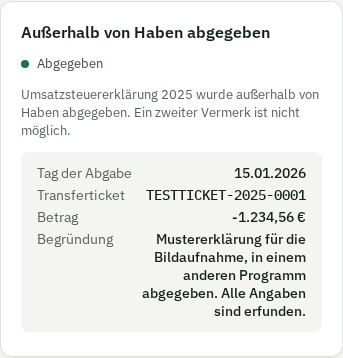 Außerhalb von Haben abgegeben
Abgegeben
Umsatzsteuererklärung 2025 wurde außerhalb von
Haben abgegeben. Ein zweiter Vermerk ist nicht
möglich.
Tag der Abgabe 15.01.2026
Transferticket TESTTICKET-2025-0001
Betrag -1.234,56 €
Begründung Mustererklärung für die
Bildaufnahme, in einem
anderen Programm
abgegeben. Alle Angaben
sind erfunden.